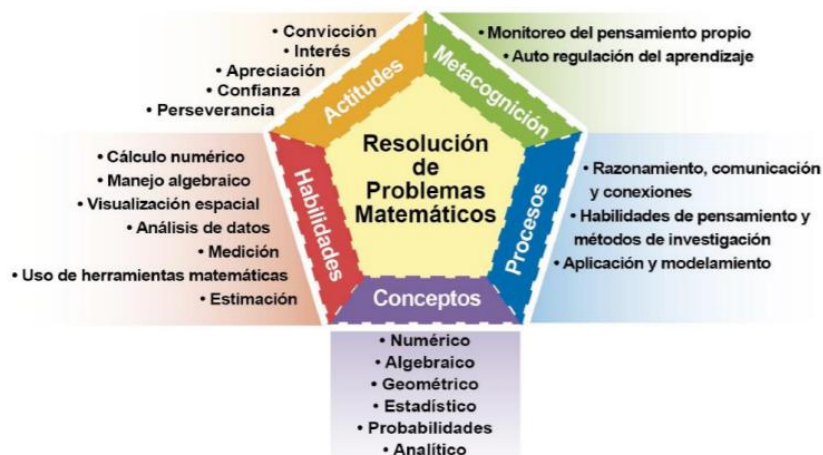 • Convicción
• Interés
• Apreciación
• Confianza
• Perseverancia
Actitudes
Metacognición
• Monitoreo del pensamiento propio
• Auto regulación del aprendizaje
Resolución
de
Problemas
Matemáticos
• Cálculo numérico
• Manejo algebraico
• Visualización espacial
• Análisis de datos
• Medición
• Uso de herramientas matemáticas
• Estimación
Habilidades
Procesos
• Razonamiento, comunicación
y conexiones
• Habilidades de pensamiento y
métodos de investigación
• Aplicación y modelamiento
Conceptos
• Numérico
• Algebraico
• Geométrico
• Estadístico
• Probabilidades
• Analítico